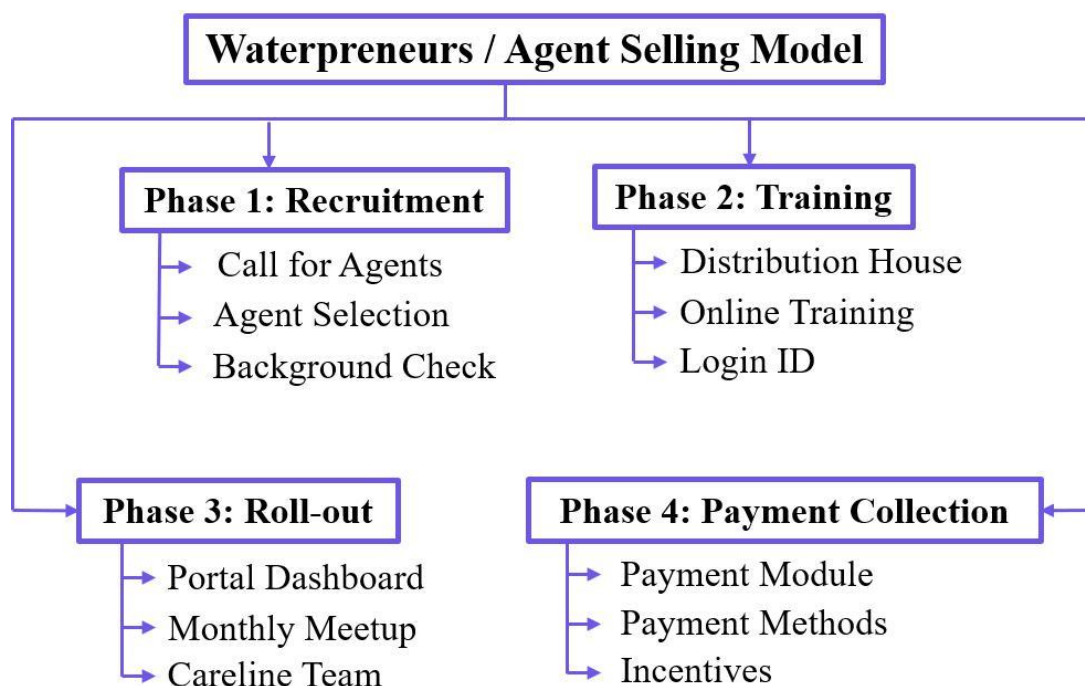 Waterpreneurs / Agent Selling Model
Phase 1: Recruitment
Call for Agents
Agent Selection
Background Check
Phase 2: Training
Distribution House
Online Training
Login ID
Phase 3: Roll-out
Portal Dashboard
Monthly Meetup
Careline Team
Phase 4: Payment Collection
Payment Module
Payment Methods
Incentives